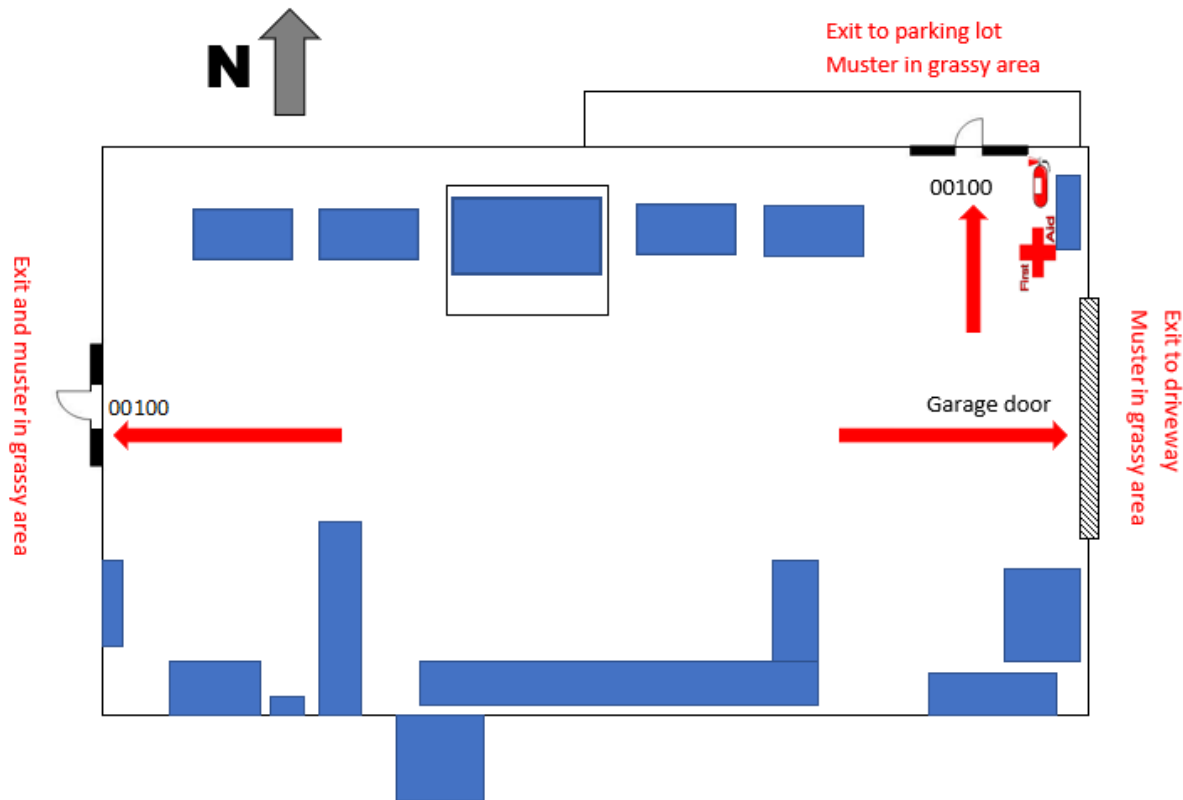 N
Exit to parking lot
Muster in grassy area
00100
First
Aid
Exit and muster in grassy area
00100
Garage door
Exit to driveway
Muster in grassy area